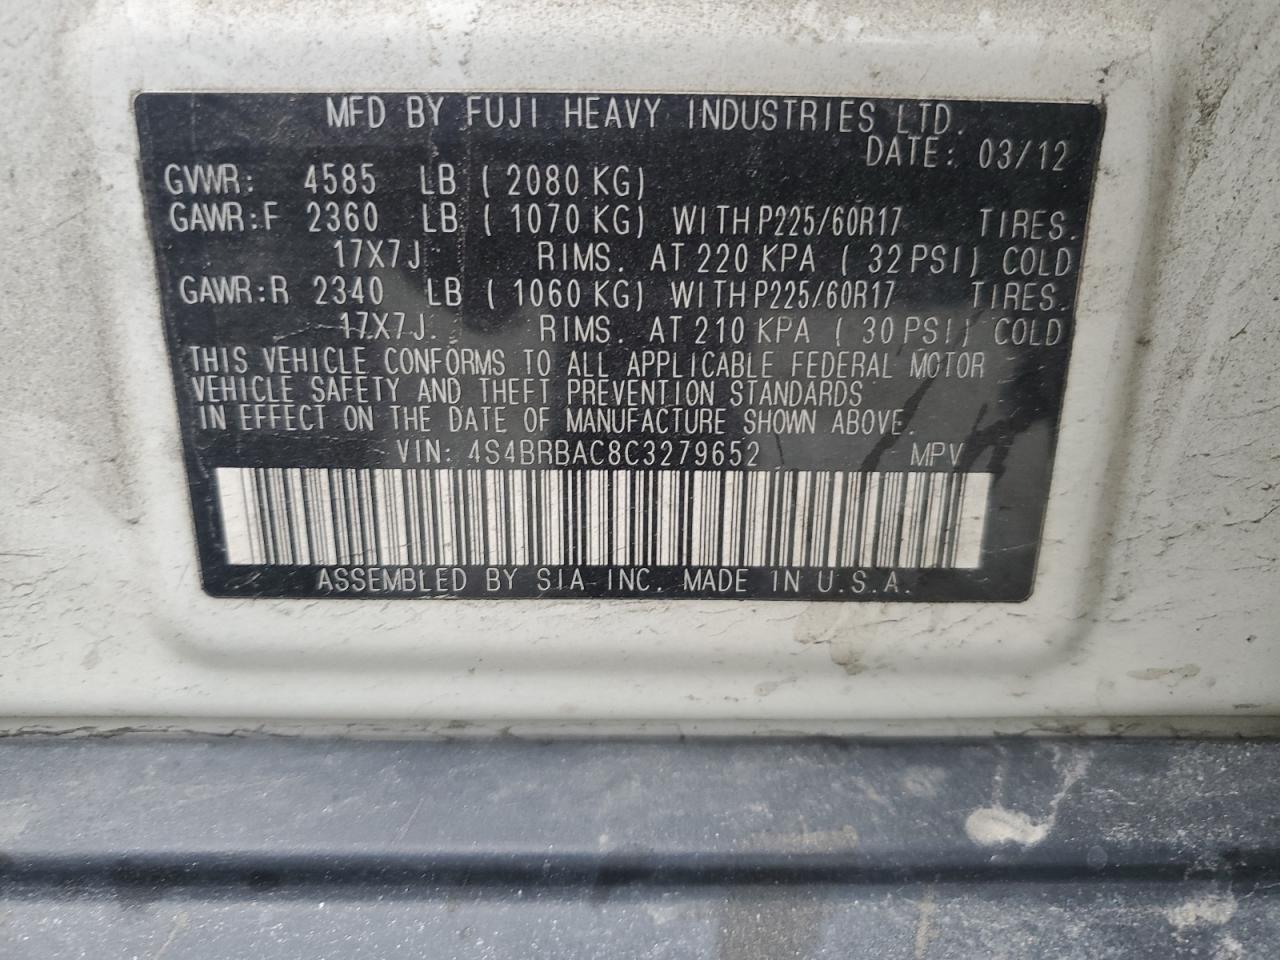 MFD BY FUJI HEAVY INDUSTRIES LTD.
DATE: 03/12
GVWR: 4585 LB ( 2080 KG)
GAWR:F 2360 LB ( 1070 KG) WITH P225/60R17 TIRES.
17X7J RIMS. AT 220 KPA ( 32 PSI) COLD
GAWR:R 2340 LB ( 1060 KG) WITH P225/60R17 TIRES.
17X7J. RIMS. AT 210 KPA ( 30 PSI) COLD
THIS VEHICLE CONFORMS TO ALL APPLICABLE FEDERAL MOTOR
VEHICLE SAFETY AND THEFT PREVENTION STANDARDS
IN EFFECT ON THE DATE OF MANUFACTURE SHOWN ABOVE.
VIN: 4S4BRBAC8C3279652 MPV
ASSEMBLED BY SIA INC. MADE IN U.S.A.